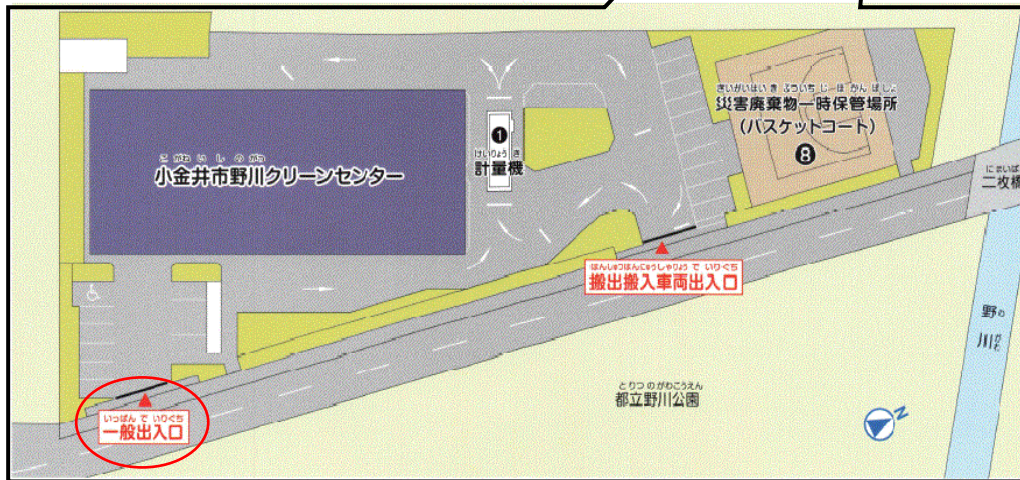 さいがいはいきぶついちじほかんばしょ
災害廃棄物一時保管場所
(バスケットコート)
❽
❶
けいりょうき
計量機
こがねいしのがわ
小金井市野川クリーンセンター
にまいば
二枚橋
はんしゅつはんにゅうしゃりょうでいりぐち
搬出搬入車両出入口
の
野
がわ
川
とりつのがわこうえん
都立野川公園
いっぱんでいりぐち
一般出入口
N